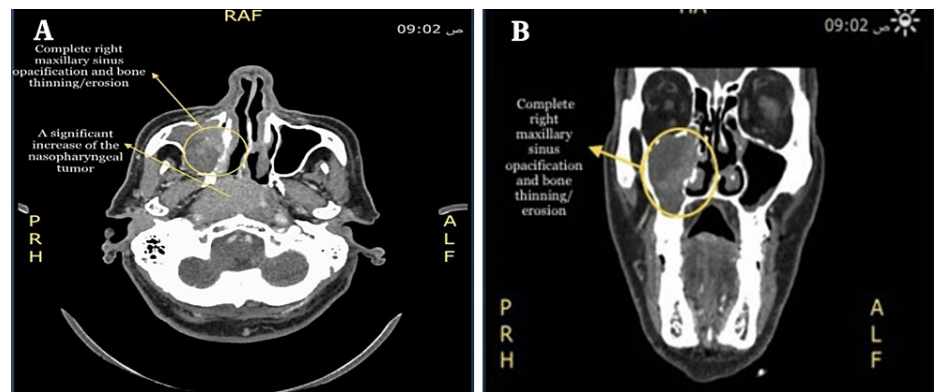 A
RAF
09:02 ص
Complete right
maxillary sinus
opacification and bone
thinning/erosion
A significant
increase of the
nasopharyngeal
tumor
P
R
H
A
L
F
B
HA
09:02 ص
Complete
right
maxillary
sinus
opacification
and bone
thinning/
erosion
P
R
H
A
L
F